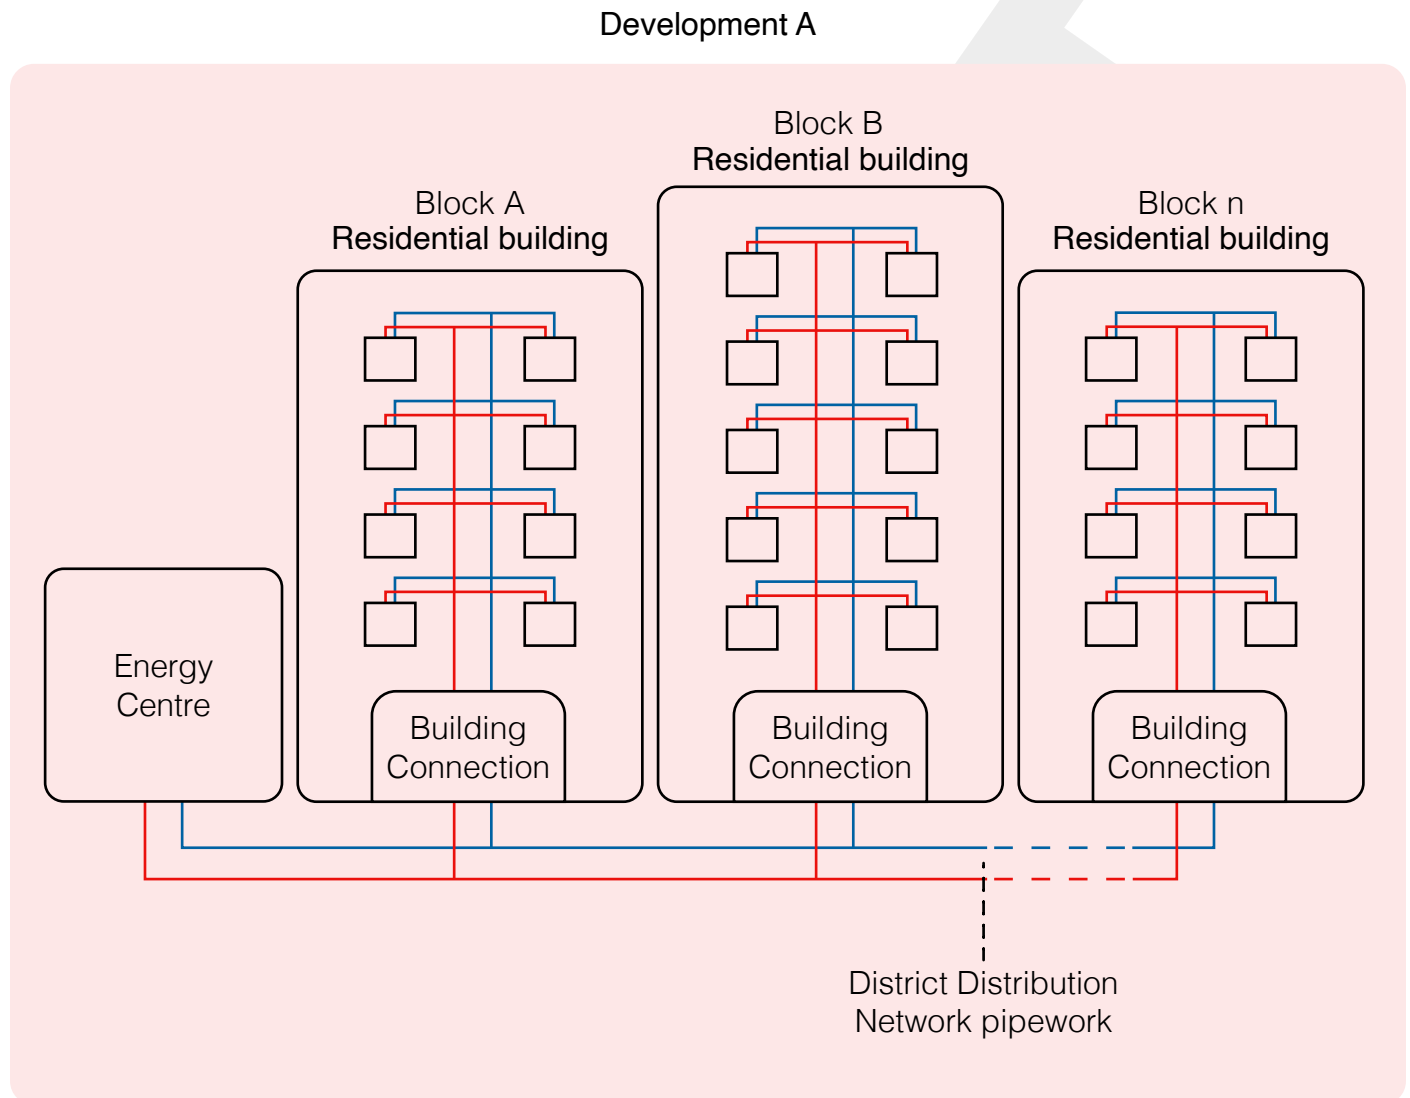 Development A
Block B
Residential building
Block A
Residential building
Block n
Residential building
Energy
Centre
Building
Connection
Building
Connection
Building
Connection
District Distribution
Network pipework